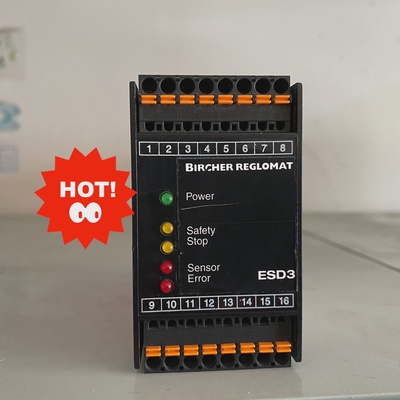 1 2 3 4 5 6 7 8
BIRCHER REGLOMAT
HOT!
Power
Safety
Stop
Sensor
Error
ESD3
9 10 11 12 13 14 15 16